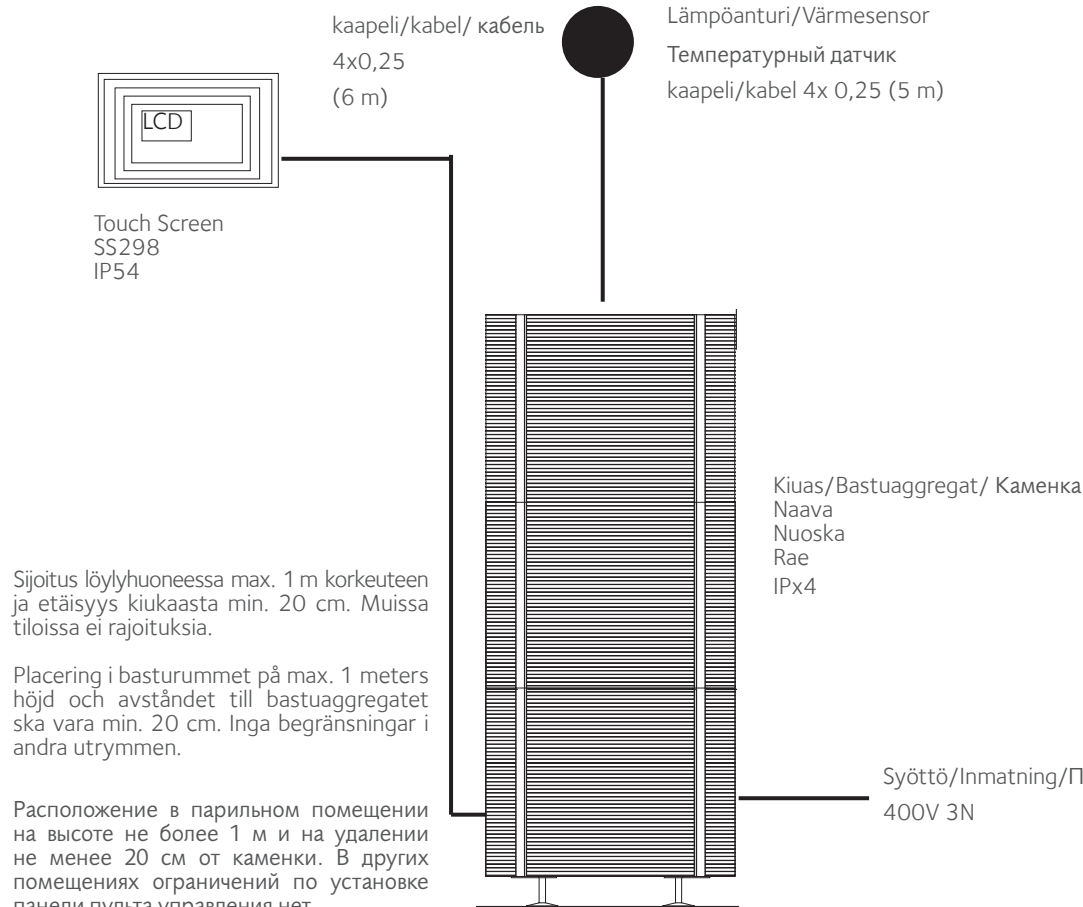 kaapeli/kabel/ кабель
4x0,25
(6 m)
Lämpöanturi/Värmesensor
Температурный датчик
kaapeli/kabel 4x 0,25 (5 m)
LCD
Touch Screen
SS298
IP54
Kiuas/Bastuaggregat/ Каменка
Naava
Nuoska
Rae
IPx4
Sijoitus löylyhuoneessa max. 1 m korkeuteen
ja etäisyys kiukaasta min. 20 cm. Muissa
tiloissa ei rajoituksia.
Placering i basturummet på max. 1 meters
höjd och avståndet till bastuaggregatet
ska vara min. 20 cm. Inga begränsningar i
andra utrymmen.
Расположение в парильном помещении
на высоте не более 1 м и на удалении
не менее 20 см от каменки. В других
помещениях ограничений по установке
панели пульта управления нет
Syöttö/Inmatning/П
400V 3N